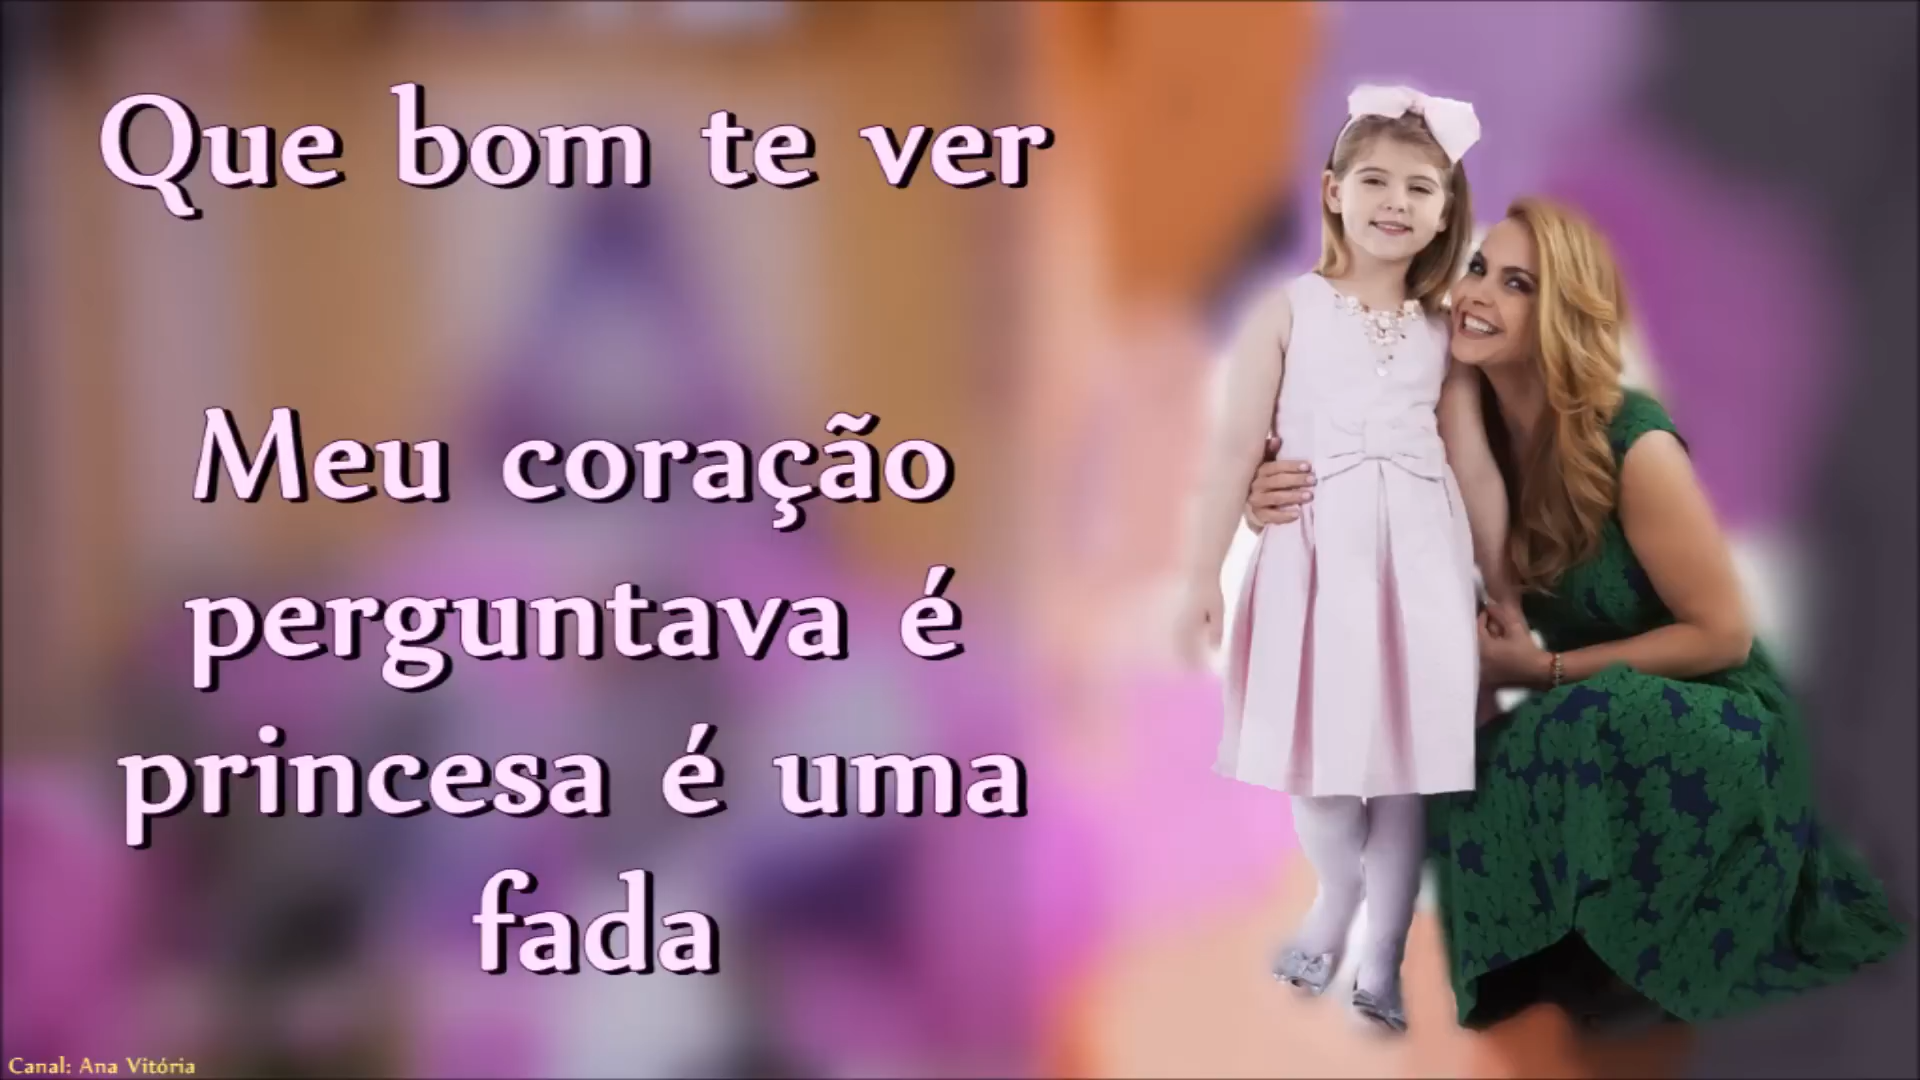 Que bom te ver
Meu coração
perguntava é
princesa é uma
fada
Canal: Ana Vitória